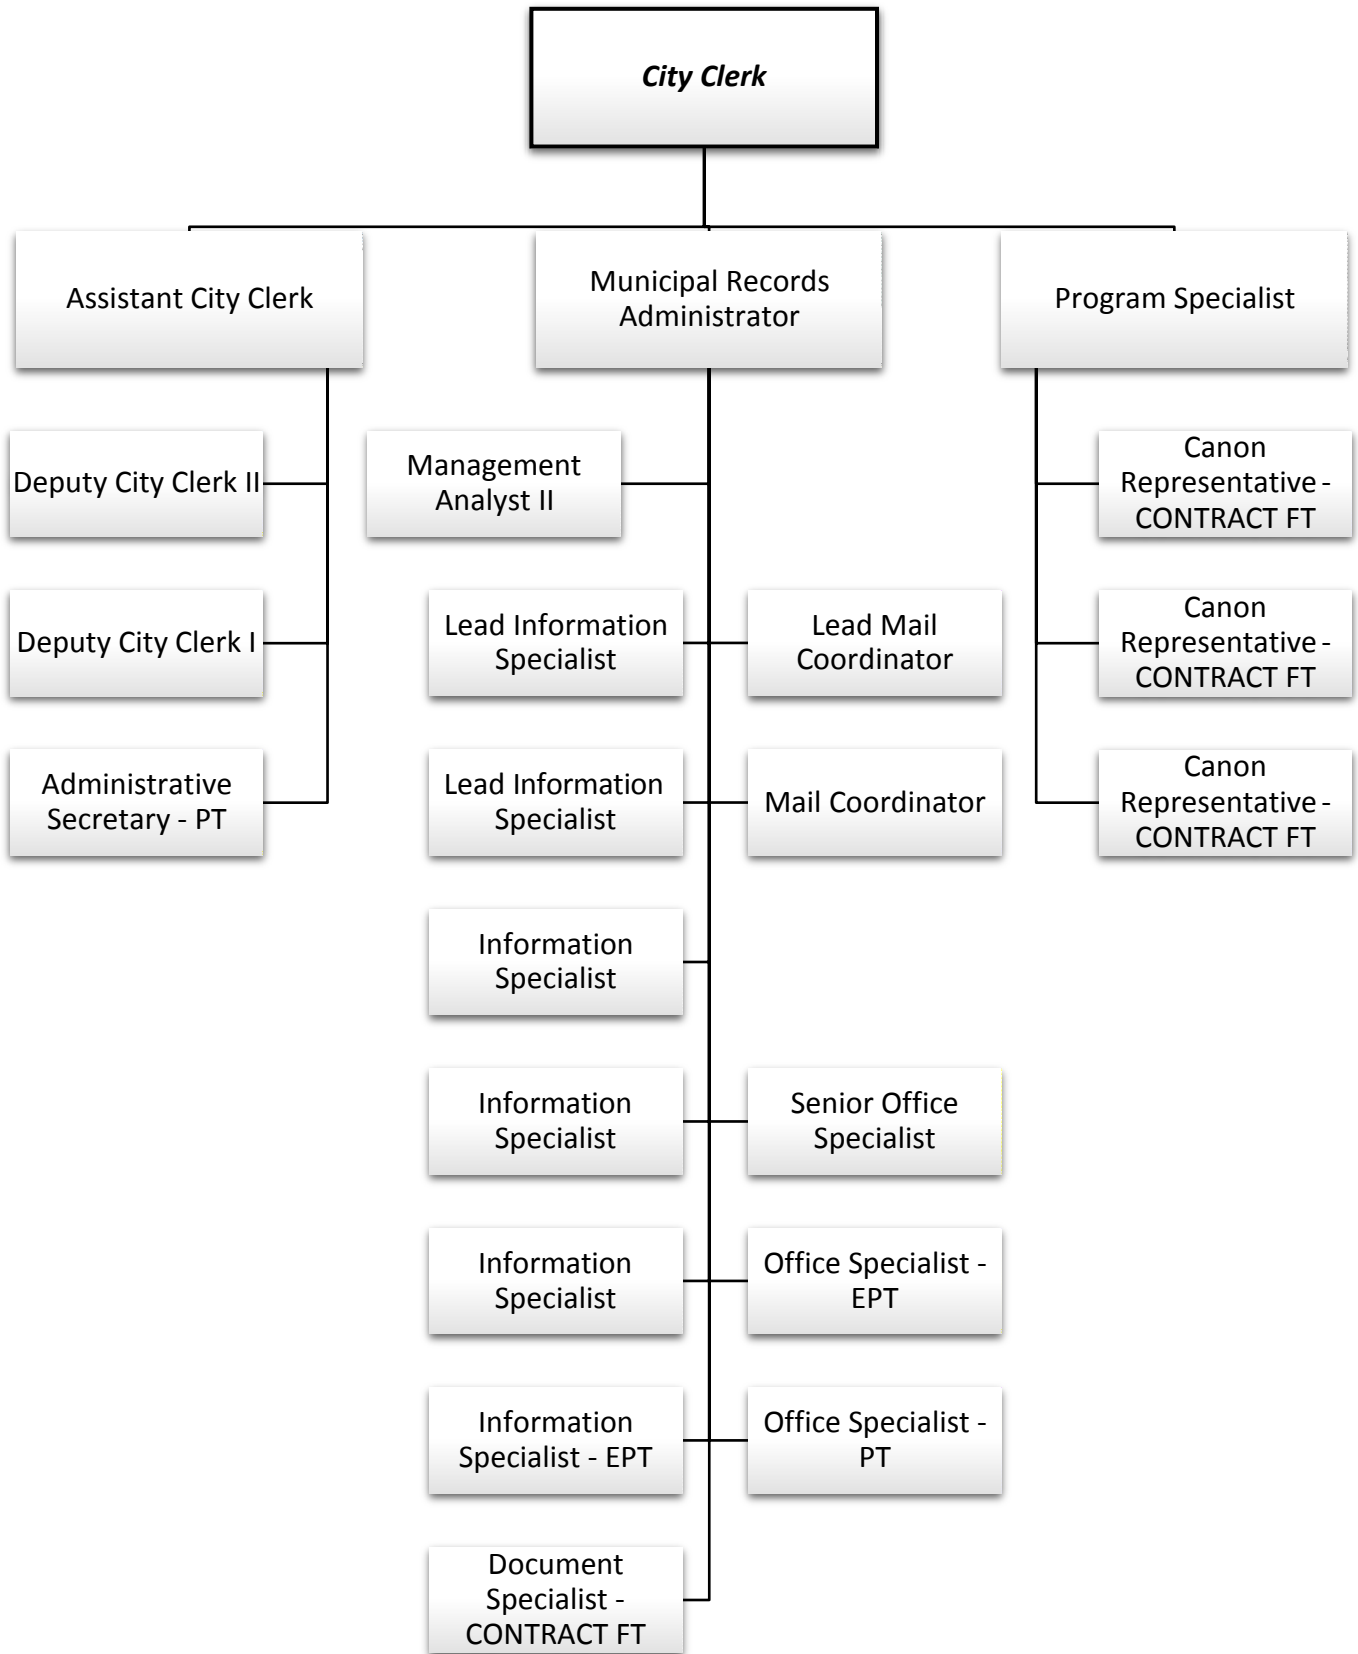 City Clerk
Assistant City Clerk
Municipal Records
Administrator
Program Specialist
Deputy City Clerk II
Management
Analyst II
Canon
Representative -
CONTRACT FT
Deputy City Clerk I
Lead Information
Specialist
Lead Mail
Coordinator
Canon
Representative -
CONTRACT FT
Administrative
Secretary - PT
Lead Information
Specialist
Mail Coordinator
Canon
Representative -
CONTRACT FT
Information
Specialist
Information
Specialist
Senior Office
Specialist
Information
Specialist
Office Specialist -
EPT
Information
Specialist - EPT
Office Specialist -
PT
Document
Specialist -
CONTRACT FT